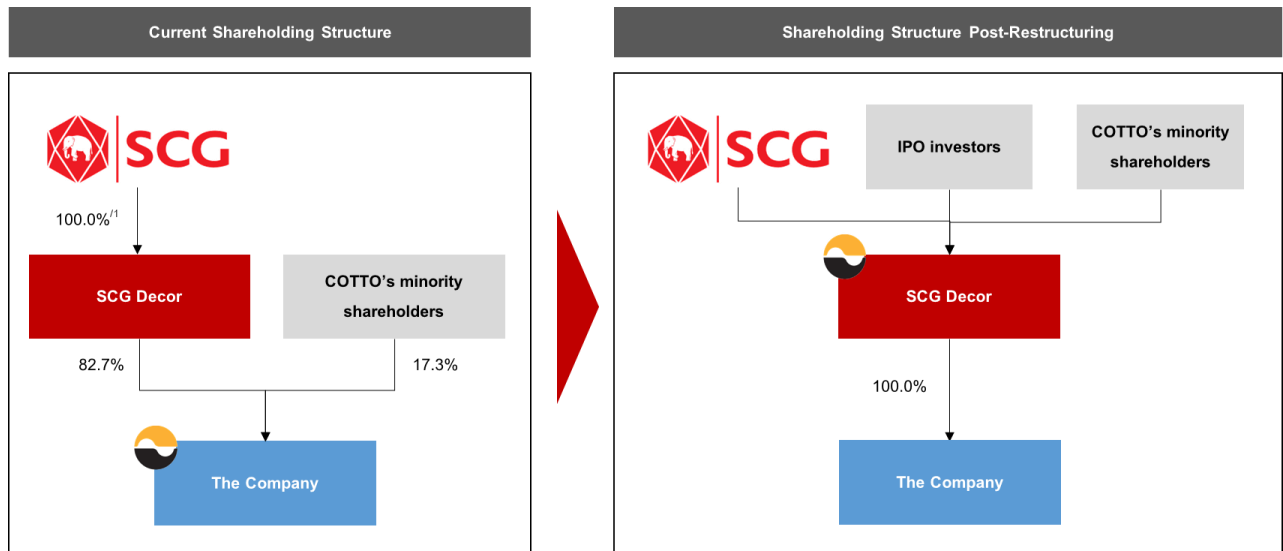 Current Shareholding Structure
SCG
100.0%/1
SCG Decor
COTTO's minority
shareholders
82.7%
17.3%
The Company
Shareholding Structure Post-Restructuring
SCG
IPO investors
COTTO's minority
shareholders
SCG Decor
100.0%
The Company